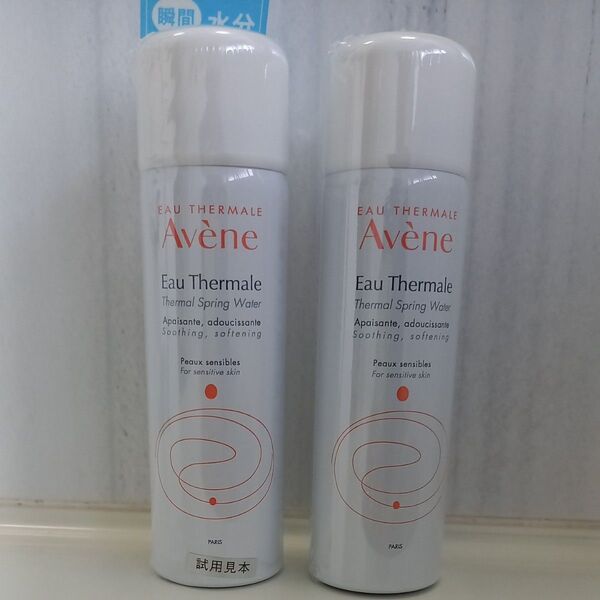 瞬間 水分
EAU THERMALE
Avène
Eau Thermale
Thermal Spring Water
Apaisante, adoucissante
Soothing, softening
Peaux sensibles
For sensitive skin
PARIS
試用見本
EAU THERMALE
Avène
Eau Thermale
Thermal Spring Water
Apaisante, adoucissante
Soothing, softening
Peaux sensibles
For sensitive skin
PARIS